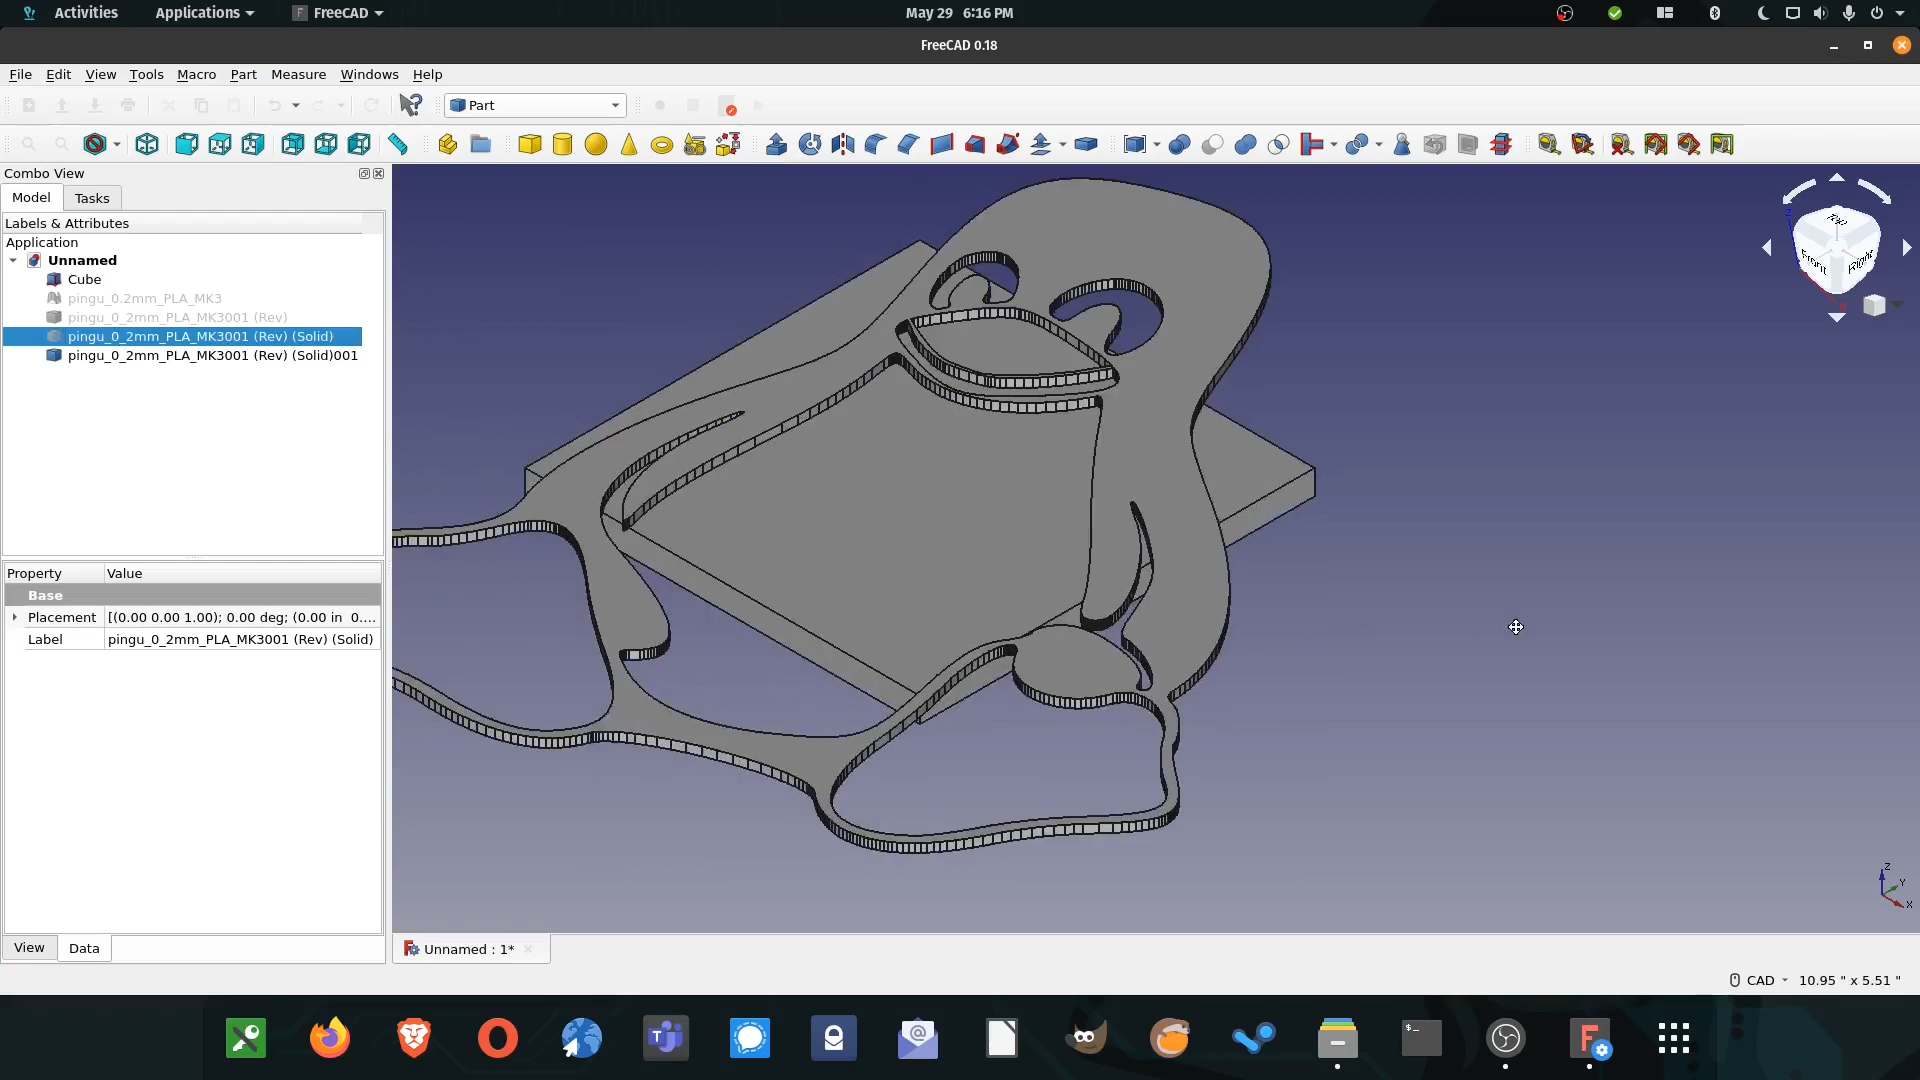 Activities
Applications
FreeCAD
May 29 6:16 PM
FreeCAD 0.18
File Edit View Tools Macro Part Measure Windows Help
Part
Combo View
Model
Tasks
Labels & Attributes
Application
Unnamed
Cube
pingu_0.2mm_PLA_MK3
pingu_0_2mm_PLA_MK3001 (Rev)
pingu_0_2mm_PLA_MK3001 (Rev) (Solid)
pingu_0_2mm_PLA_MK3001 (Rev) (Solid)001
Top
Front
Right
Z
X
Z
Y
X
Property Value
Base
Placement [(0.00 0.00 1.00); 0.00 deg; (0.00 in 0....
Label pingu_0_2mm_PLA_MK3001 (Rev) (Solid)
View
Data
Unnamed : 1*
CAD
10.95 " x 5.51 "